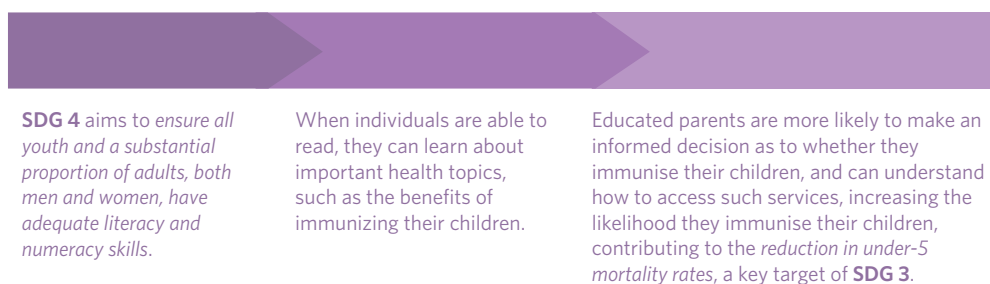 SDG 4 aims to ensure all
youth and a substantial
proportion of adults, both
men and women, have
adequate literacy and
numeracy skills.
When individuals are able to
read, they can learn about
important health topics,
such as the benefits of
immunizing their children.
Educated parents are more likely to make an
informed decision as to whether they
immunise their children, and can understand
how to access such services, increasing the
likelihood they immunise their children,
contributing to the reduction in under-5
mortality rates, a key target of SDG 3.